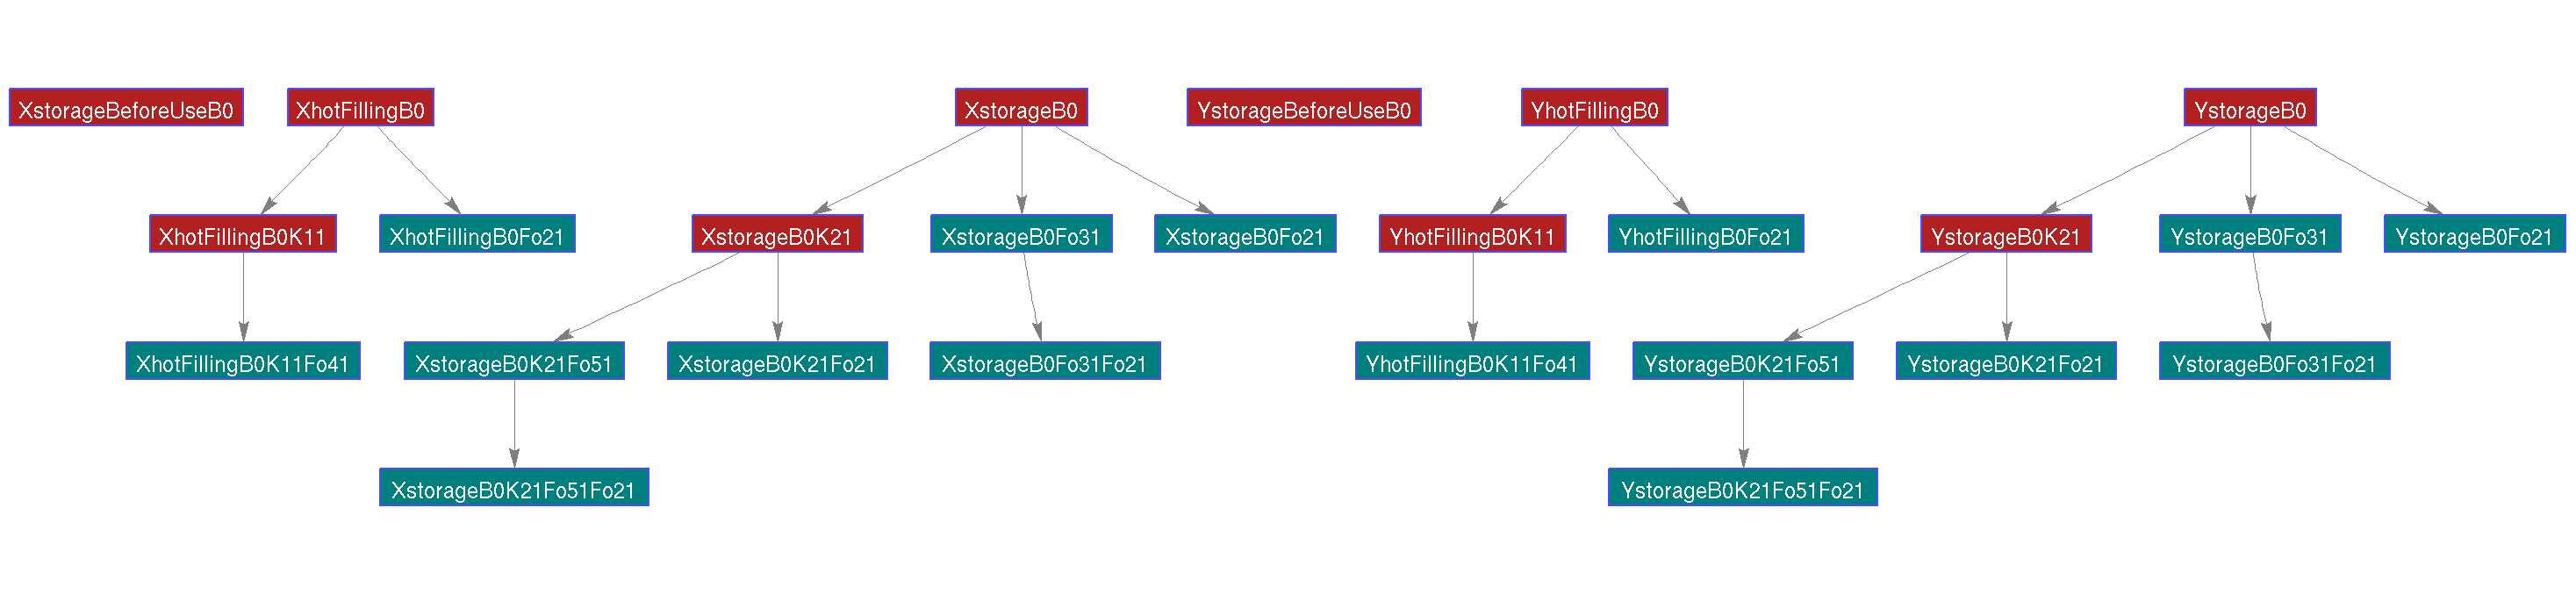 XstorageBeforeUseB0
XhotFillingB0
XstorageB0
YstorageBeforeUseB0
YhotFillingB0
YstorageB0
XhotFillingB0K11
XhotFillingB0Fo21
XstorageB0K21
XstorageB0Fo31
XstorageB0Fo21
YhotFillingB0K11
YhotFillingB0Fo21
YstorageB0K21
YstorageB0Fo31
YstorageB0Fo21
XhotFillingB0K11Fo41
XstorageB0K21Fo51
XstorageB0K21Fo21
XstorageB0Fo31Fo21
YhotFillingB0K11Fo41
YstorageB0K21Fo51
YstorageB0K21Fo21
YstorageB0Fo31Fo21
XstorageB0K21Fo51Fo21
YstorageB0K21Fo51Fo21